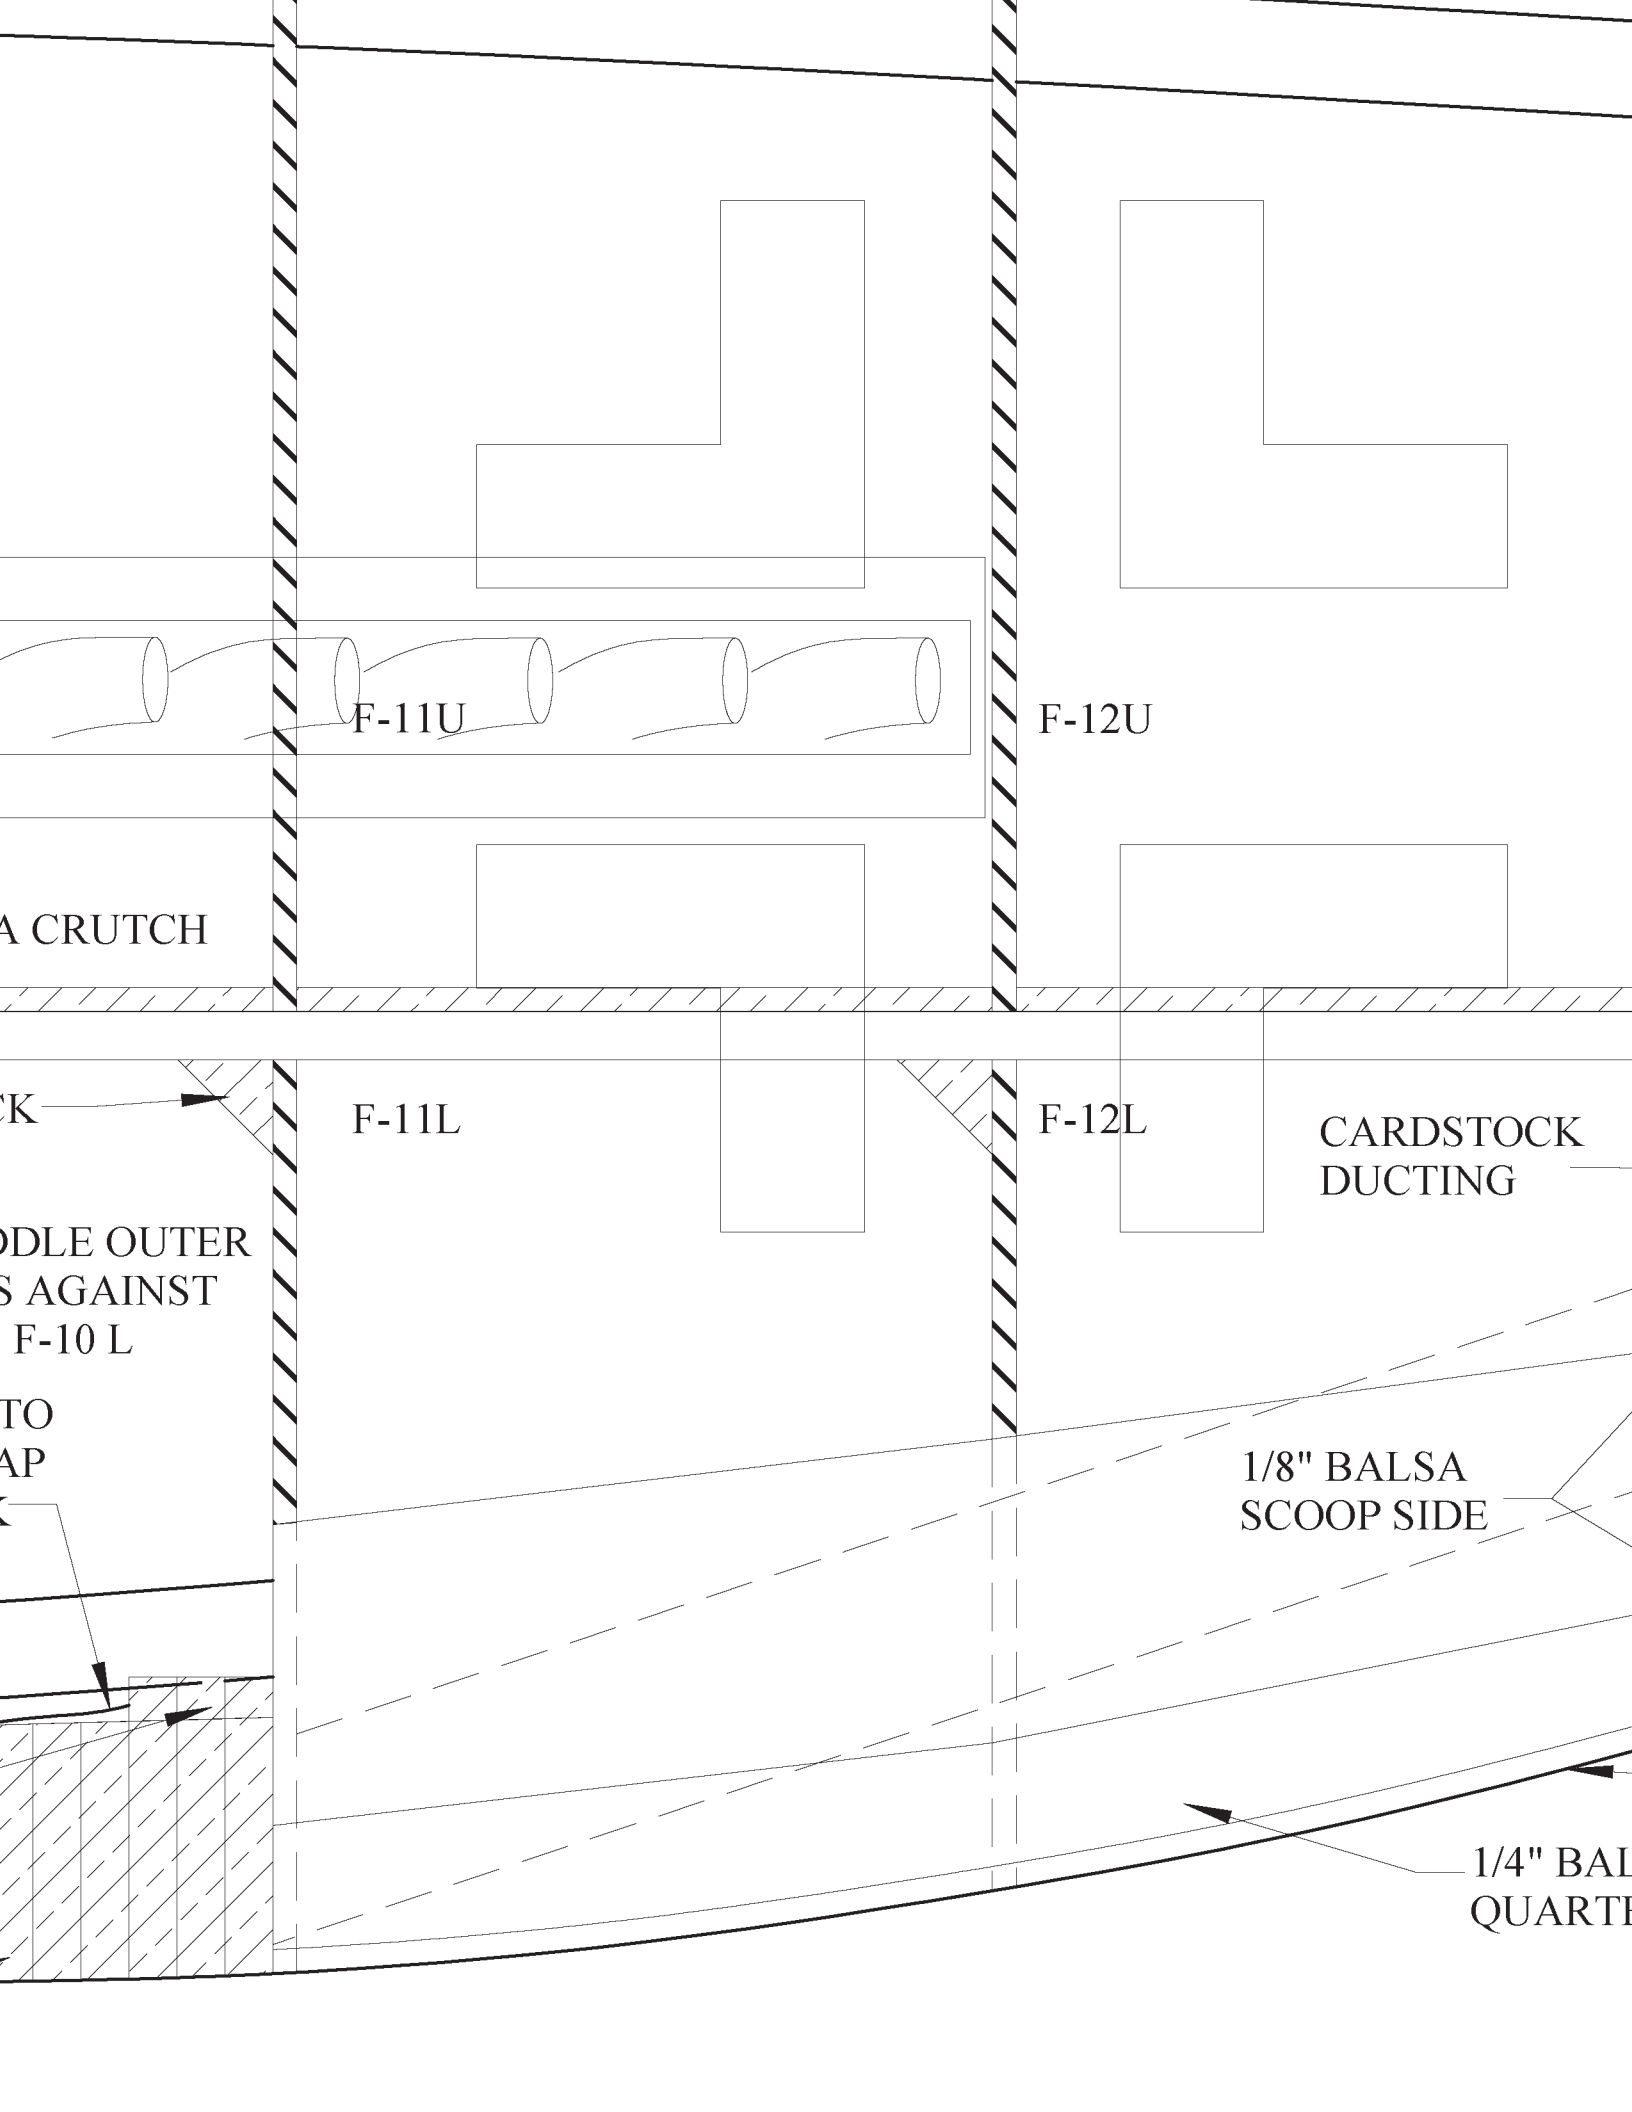 F-11U
F-12U
A CRUTCH
CK
F-11L
F-12L
CARDSTOCK
DUCTING
DDLE OUTER
S AGAINST
F-10 L
TO
AP
K
1/8" BALSA
SCOOP SIDE
1/4" BAL
QUARTE